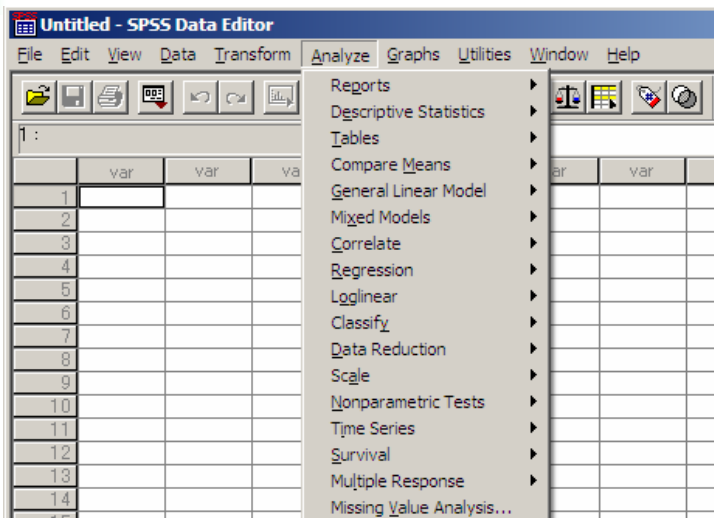 Untitled - SPSS Data Editor
File Edit View Data Transform Analyze Graphs Utilities Window Help
1 :
var var va ar var
Reports
Descriptive Statistics
Tables
Compare Means
General Linear Model
Mixed Models
Correlate
Regression
Loglinear
Classify
Data Reduction
Scale
Nonparametric Tests
Time Series
Survival
Multiple Response
Missing Value Analysis...
1
2
3
4
5
6
7
8
9
10
11
12
13
14
15